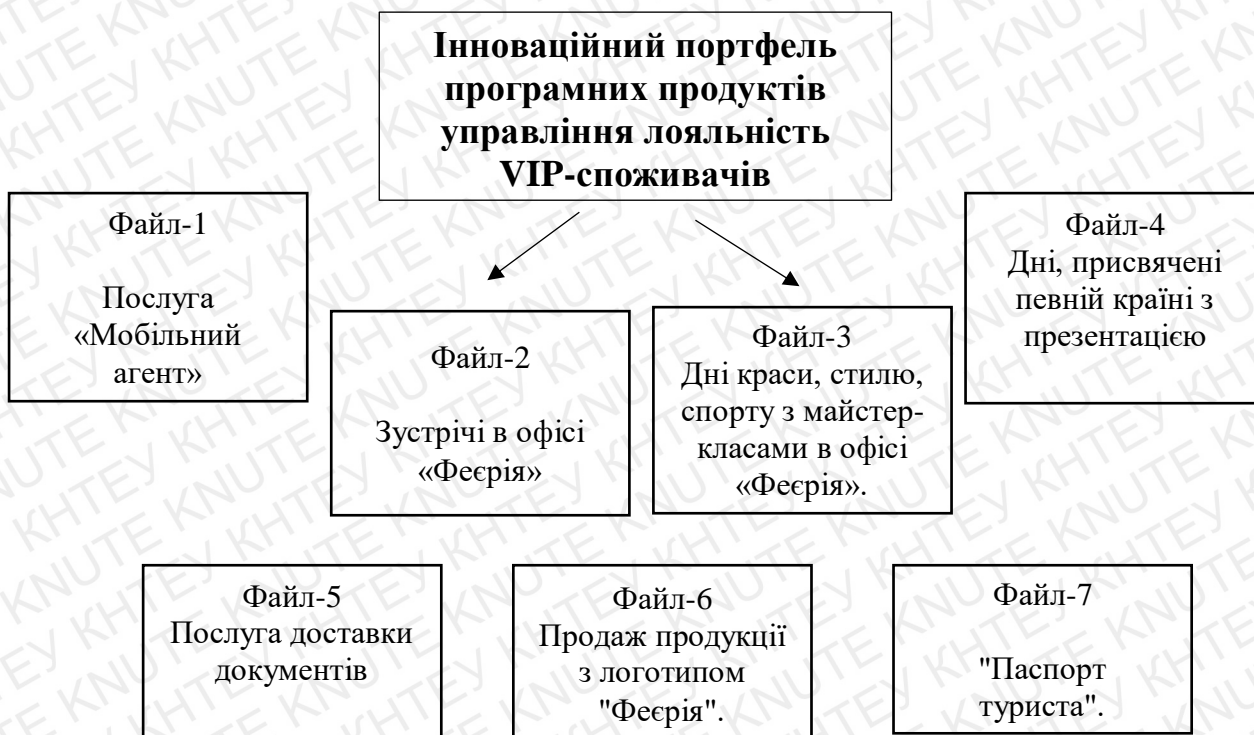 Інноваційний портфель
програмних продуктів
управління лояльність
VIP-споживачів
Файл-1
Послуга
«Мобільний
агент»
Файл-2
Зустрічі в офісі
«Феєрія»
Файл-3
Дні краси, стилю,
спорту з майстер-
класами в офісі
«Феєрія».
Файл-4
Дні, присвячені
певній країні з
презентацією
Файл-5
Послуга доставки
документів
Файл-6
Продаж продукції
з логотипом
"Феєрія".
Файл-7
"Паспорт
туриста".